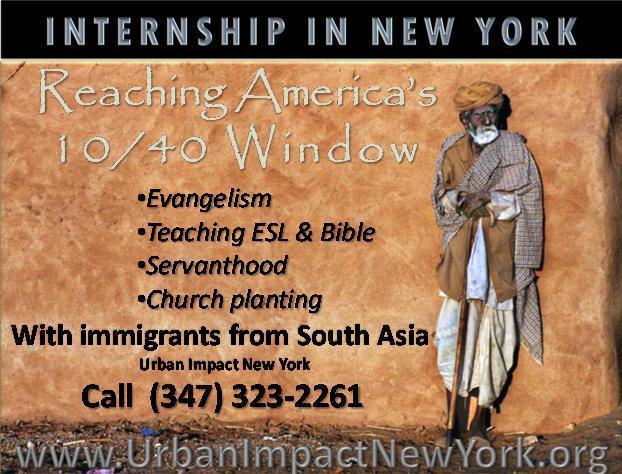 INTERNSHIP IN NEW YORK
Reaching America's
10/40 Window
•Evangelism
•Teaching ESL & Bible
•Servanthood
•Church planting
With immigrants from South Asia
Urban Impact New York
Call (347) 323-2261
www.UrbanImpactNewYork.org